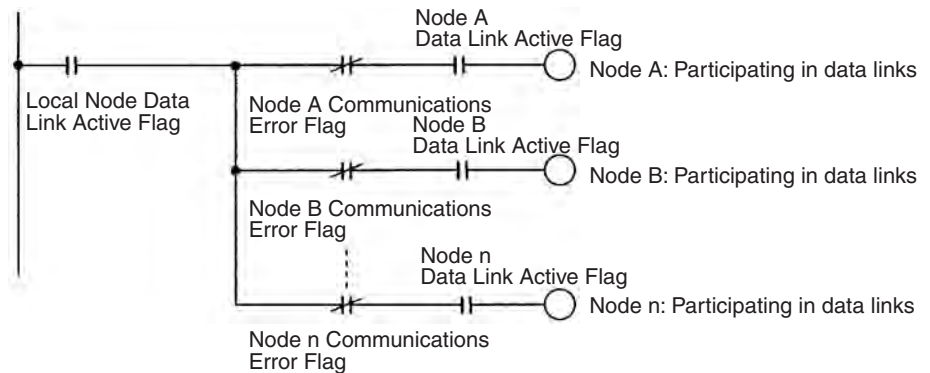 Node A
Data Link Active Flag
Node A: Participating in data links
Local Node Data
Link Active Flag
Node A Communications
Error Flag
Node B
Data Link Active Flag
Node B: Participating in data links
Node B Communications
Error Flag
Node n
Data Link Active Flag
Node n: Participating in data links
Node n Communications
Error Flag